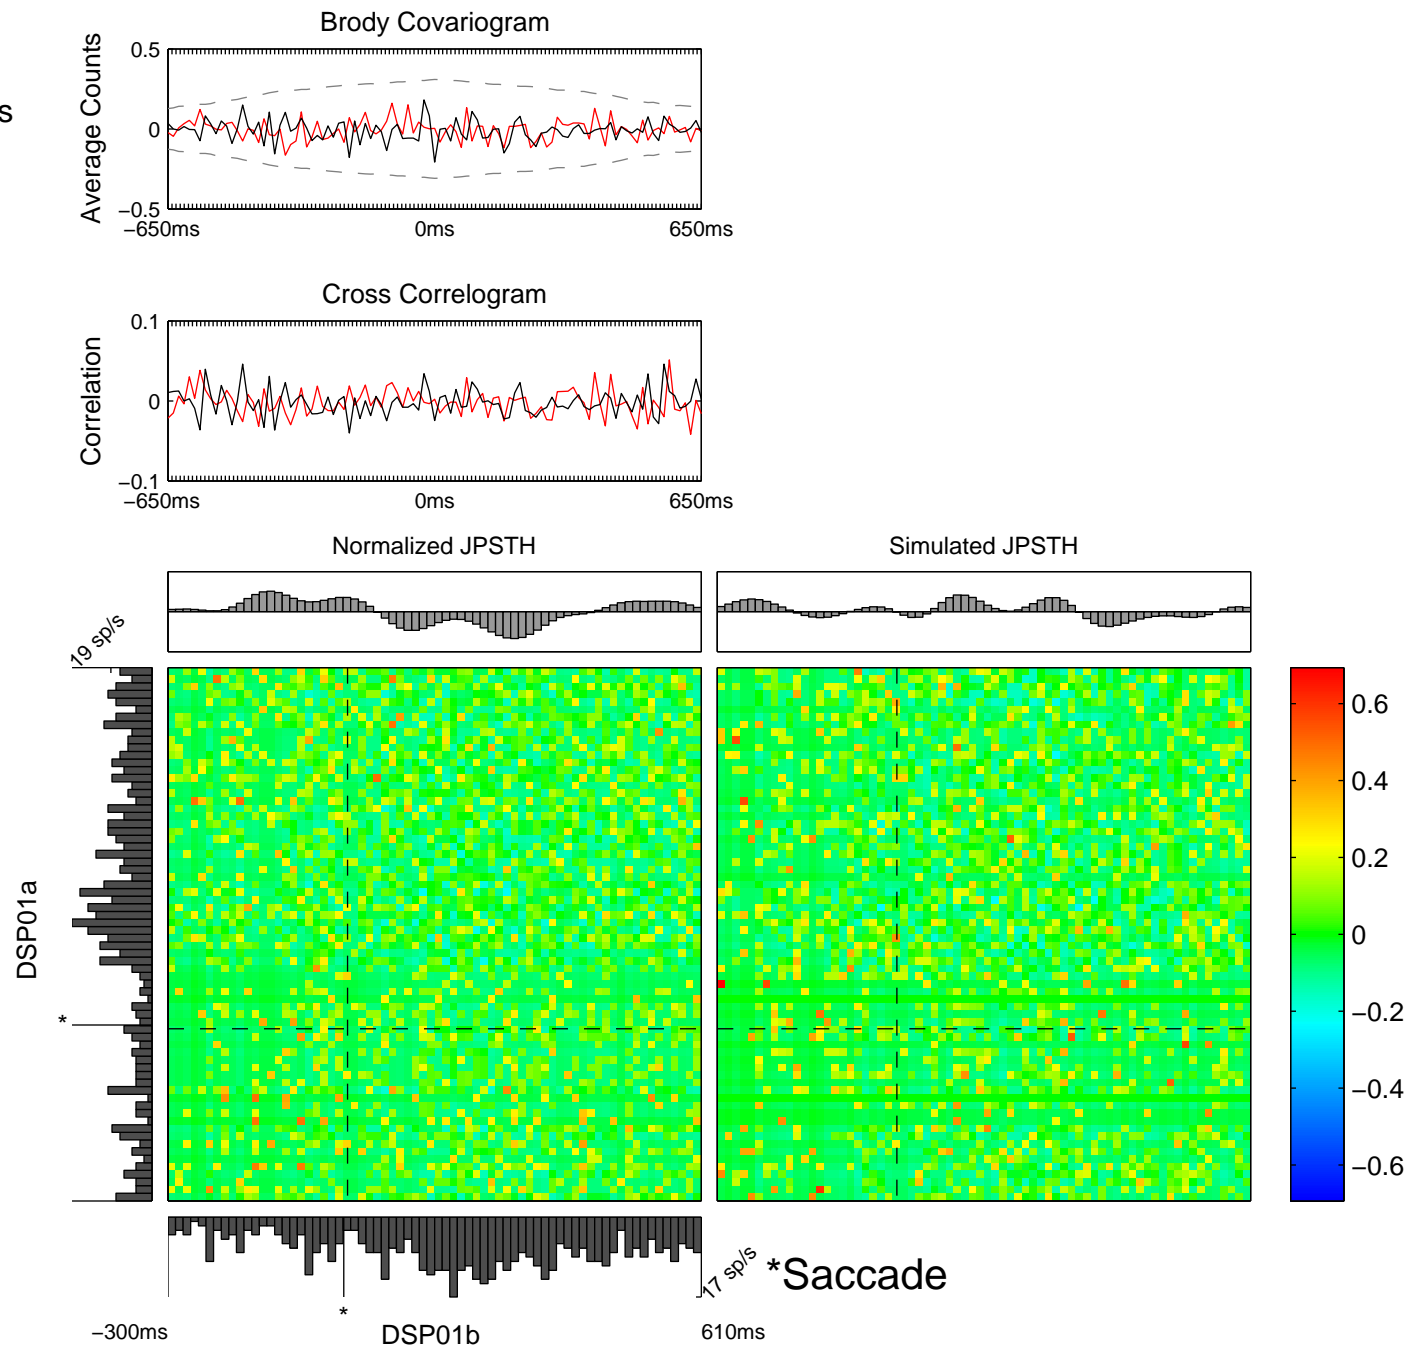 Brody Covariogram
s
Average Counts
0.5
0
−0.5
−650ms 0ms 650ms
Cross Correlogram
Correlation
0.1
0
−0.1
−650ms 0ms 650ms
Normalized JPSTH Simulated JPSTH
19 sp/s
DSP01a
*
0.6
0.4
0.2
0
−0.2
−0.4
−0.6
17 sp/s
*Saccade
*
−300ms DSP01b 610ms